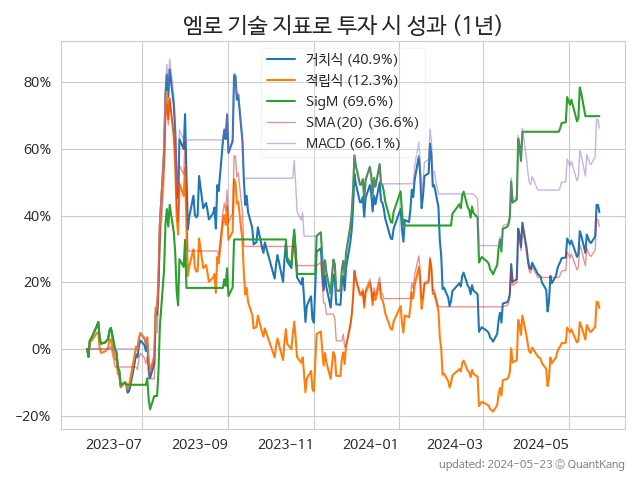 엠로 기술 지표로 투자 시 성과 (1년)
거치식 (40.9%)
적립식 (12.3%)
SigM (69.6%)
SMA(20) (36.6%)
MACD (66.1%)
80%
60%
40%
20%
0%
−20%
2023-07 2023-09 2023-11 2024-01 2024-03 2024-05
updated: 2024-05-23 ⓒ QuantKang